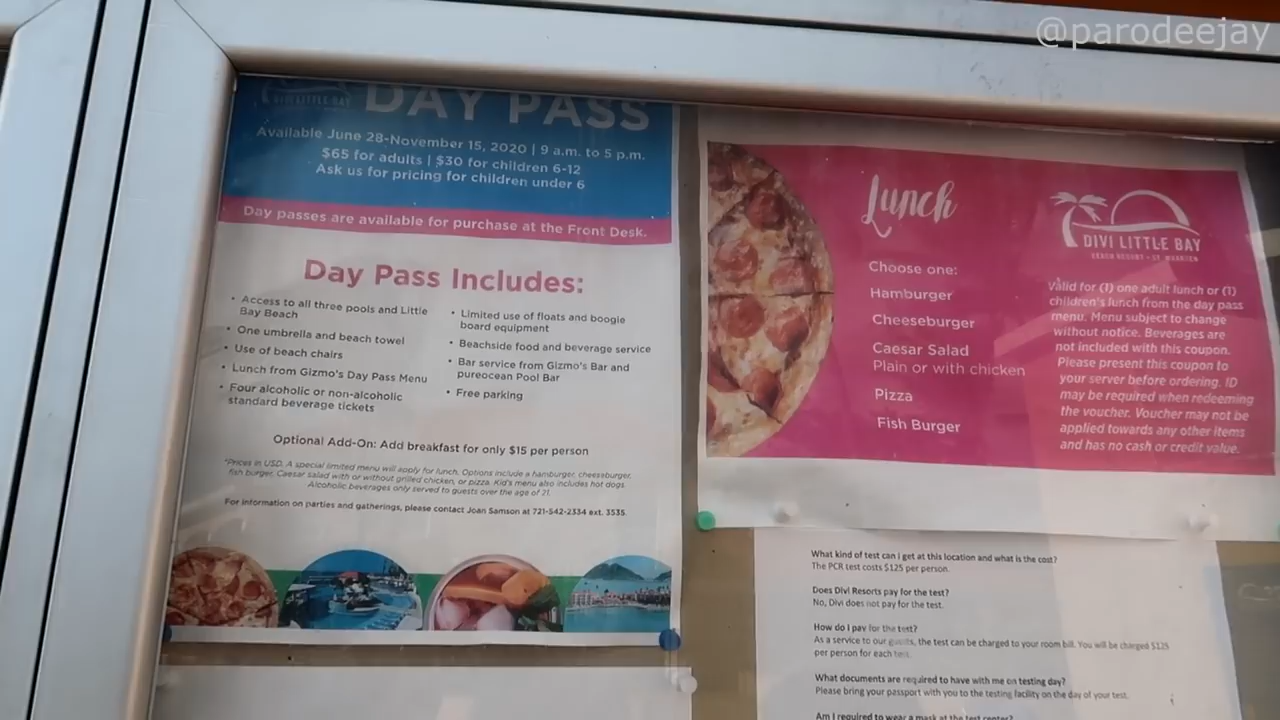 @parodeejay
DIVI LITTLE BAY
DAY PASS
Available June 28-November 15, 2020 | 9 a.m. to 5 p.m.
$65 for adults | $30 for children 6-12
Ask us for pricing for children under 6
Day passes are available for purchase at the Front Desk.
Day Pass Includes:
• Access to all three pools and Little
Bay Beach
• One umbrella and beach towel
• Use of beach chairs
• Lunch from Gizmo's Day Pass Menu
• Four alcoholic or non-alcoholic
standard beverage tickets
• Limited use of floats and boogie
board equipment
• Beachside food and beverage service
• Bar service from Gizmo's Bar and
pureocean Pool Bar
• Free parking
Optional Add-On: Add breakfast for only $15 per person
*Prices in USD. A special limited menu will apply for lunch. Options include a hamburger, cheeseburger,
fish burger, Caesar salad with or without grilled chicken, or pizza. Kid's menu also includes hot dogs.
Alcoholic beverages only served to guests over the age of 21.
For information on parties and gatherings, please contact Joan Samson at 721-542-2334 ext. 3535.
Lunch
Choose one:
Hamburger
Cheeseburger
Caesar Salad
Plain or with chicken
Pizza
Fish Burger
DIVI LITTLE BAY
BEACH RESORT • ST. MAARTEN
Valid for (1) one adult lunch or (1)
children's lunch from the day pass
menu. Menu subject to change
without notice. Beverages are
not included with this coupon.
Please present this coupon to
your server before ordering. ID
may be required when redeeming
the voucher. Voucher may not be
applied towards any other items
and has no cash or credit value.
What kind of test can I get at this location and what is the cost?
The PCR test costs $125 per person.
Does Divi Resorts pay for the test?
No, Divi does not pay for the test.
How do I pay for the test?
As a service to our guests, the test can be charged to your room bill. You will be charged $125
per person for each test.
What documents are required to have with me on testing day?
Please bring your passport with you to the testing facility on the day of your test.
Am I required to wear a mask at the test center?